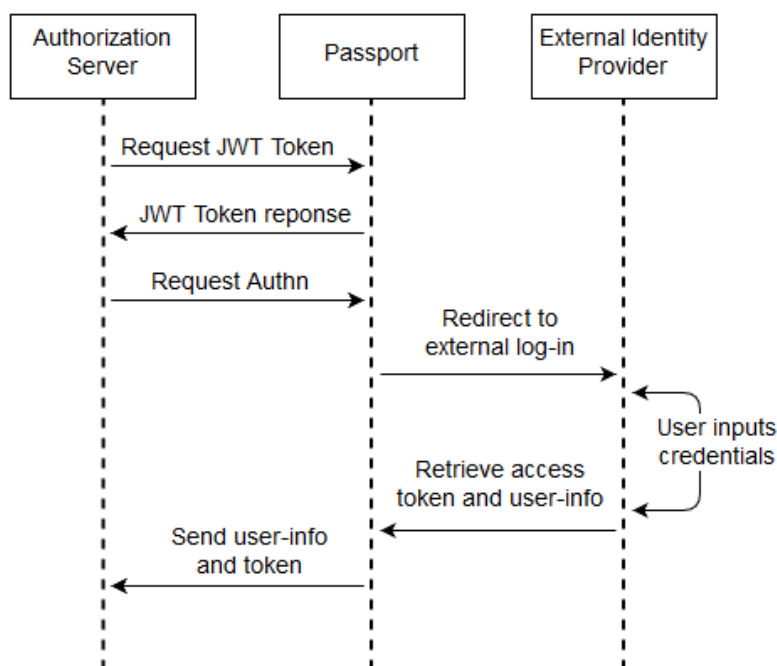 Authorization
Server
Passport
External Identity
Provider
Request JWT Token
JWT Token reponse
Request Authn
Redirect to
external log-in
User inputs
credentials
Retrieve access
token and user-info
Send user-info
and token